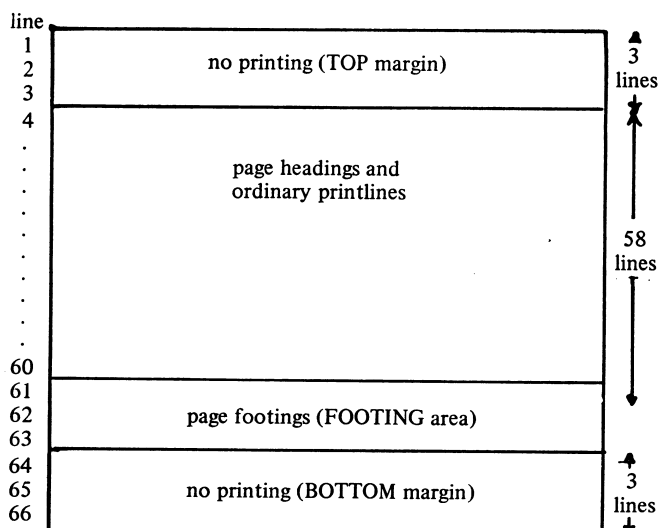 line
1
3
2
no printing (TOP margin)
lines
3
4
.
page headings and
.
ordinary printlines
.
.
58
.
lines
.
.
.
.
60
61
62
page footings (FOOTING area)
63
64
3
65
no printing (BOTTOM margin)
lines
66